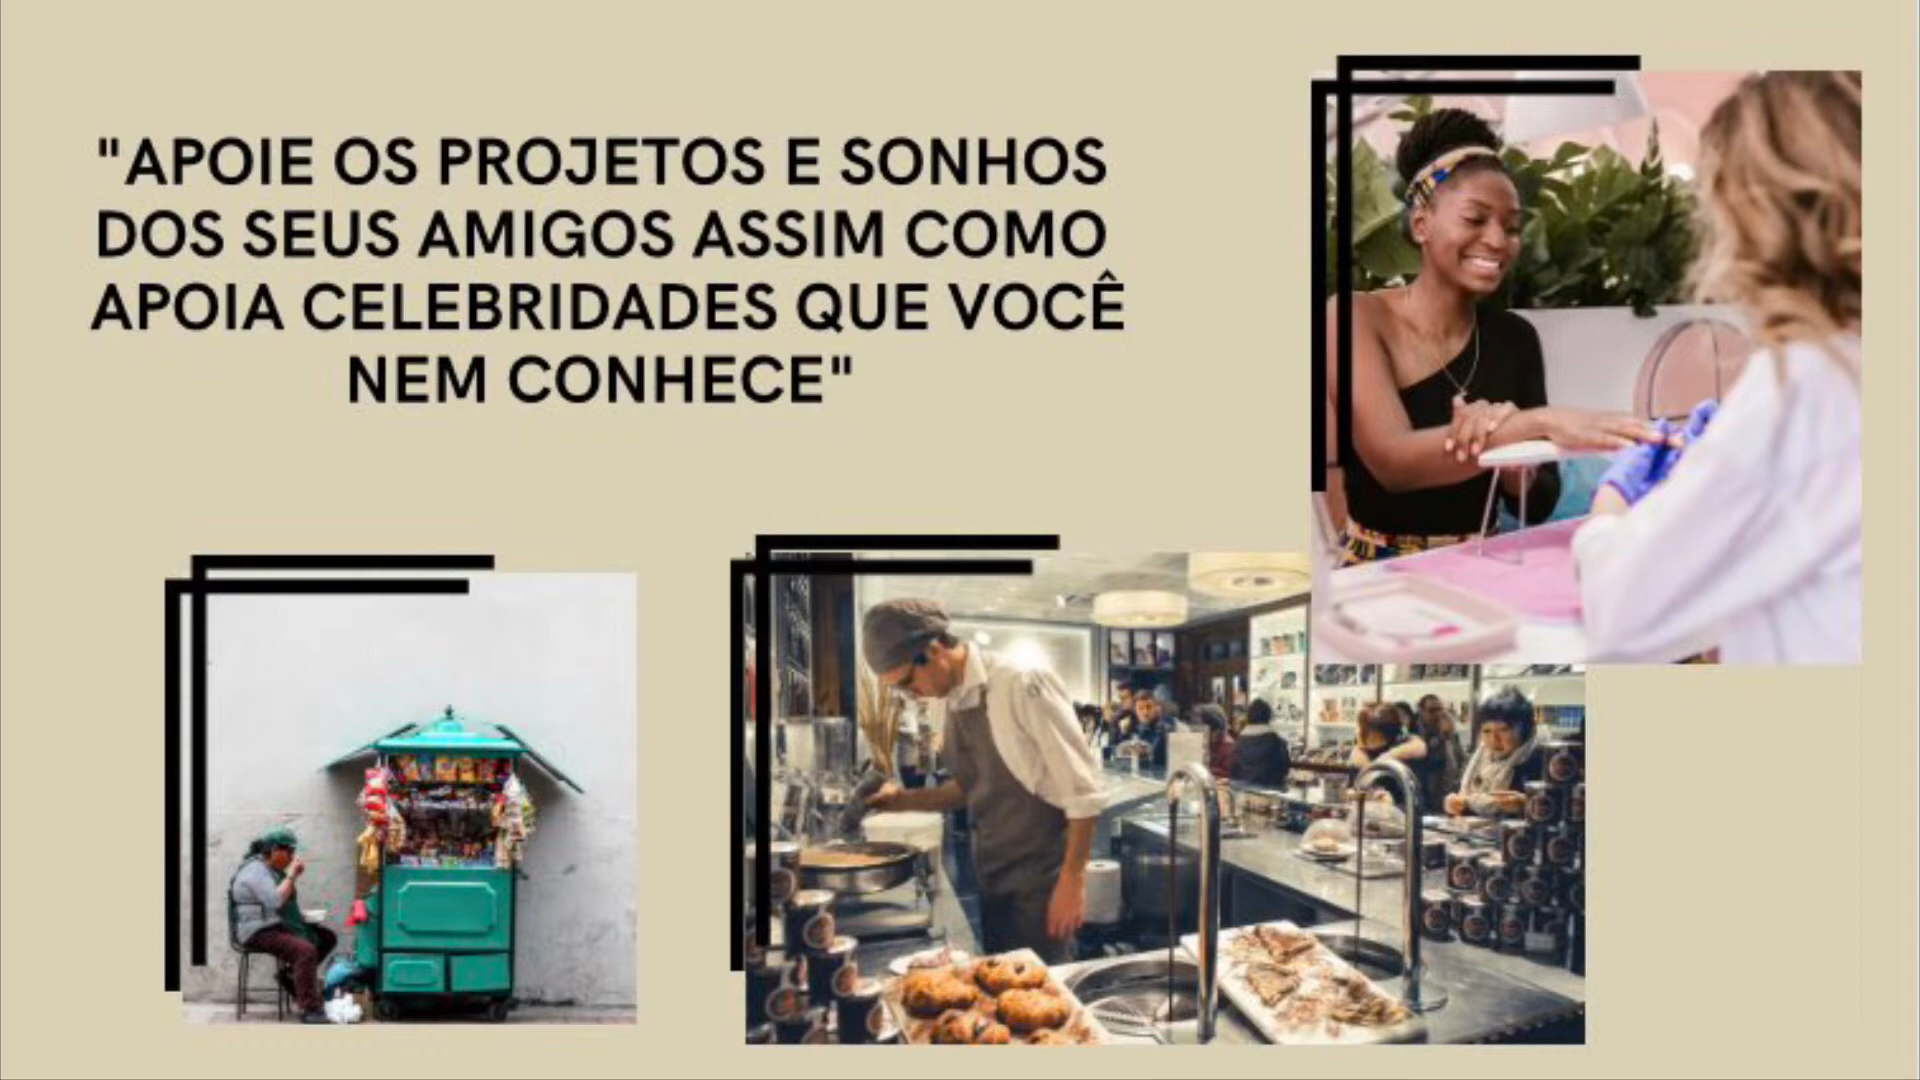 "APOIE OS PROJETOS E SONHOS
DOS SEUS AMIGOS ASSIM COMO
APOIA CELEBRIDADES QUE VOCÊ
NEM CONHECE"